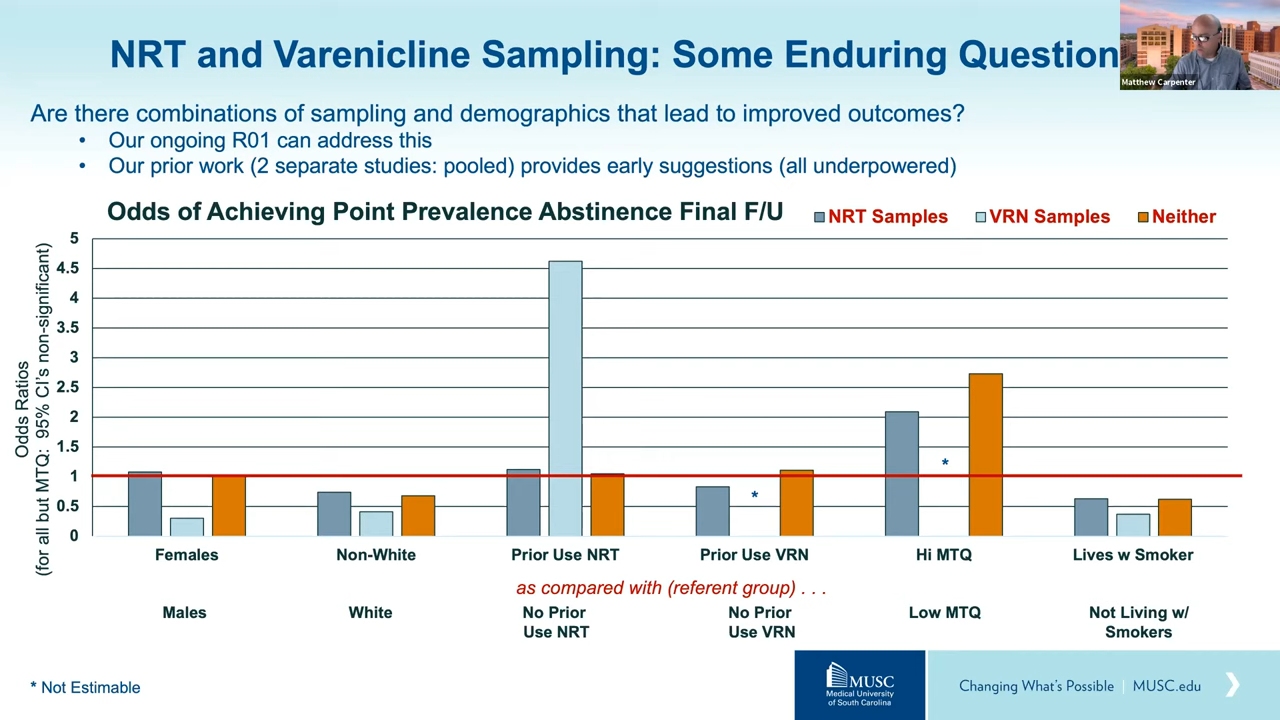 NRT and Varenicline Sampling: Some Enduring Question
Matthew Carpenter
Are there combinations of sampling and demographics that lead to improved outcomes?
• Our ongoing R01 can address this
• Our prior work (2 separate studies: pooled) provides early suggestions (all underpowered)
Odds of Achieving Point Prevalence Abstinence Final F/U
NRT Samples VRN Samples Neither
Odds Ratios
(for all but MTQ: 95% CI's non-significant)
5
4.5
4
3.5
3
2.5
2
1.5
1
0.5
0
* *
Females Non-White Prior Use NRT Prior Use VRN Hi MTQ Lives w Smoker
as compared with (referent group) . . .
Males White No Prior No Prior Low MTQ Not Living w/
Use NRT Use VRN Smokers
* Not Estimable
MUSC
Medical University
of South Carolina
Changing What's Possible | MUSC.edu